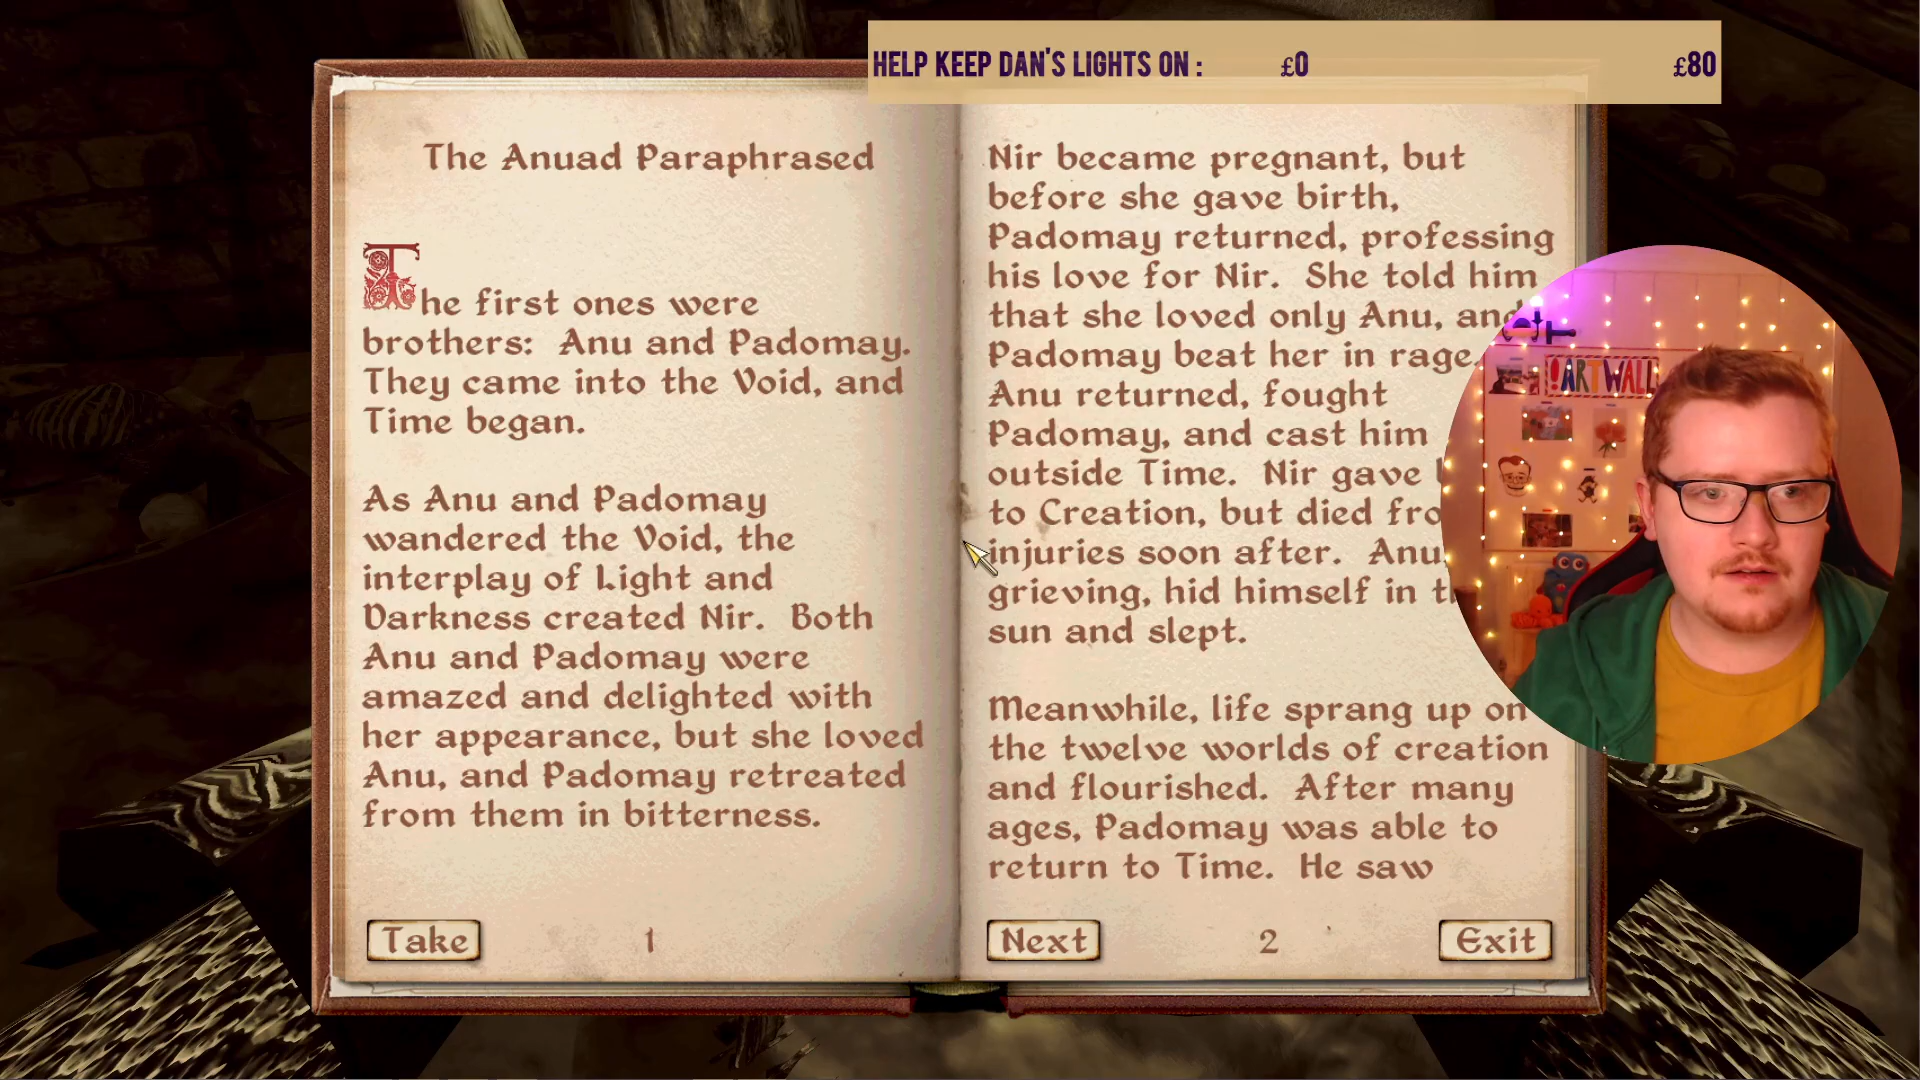 HELP KEEP DAN'S LIGHTS ON : £0 £80
The Anuad Paraphrased
The first ones were
brothers: Anu and Padomay.
They came into the Void, and
Time began.
As Anu and Padomay
wandered the Void, the
interplay of Light and
Darkness created Nir. Both
Anu and Padomay were
amazed and delighted with
her appearance, but she loved
Anu, and Padomay retreated
from them in bitterness.
Take
1
Nir became pregnant, but
before she gave birth,
Padomay returned, professing
his love for Nir. She told him
that she loved only Anu, and
Padomay beat her in rage.
Anu returned, fought
Padomay, and cast him
outside Time. Nir gave
to Creation, but died
injuries soon after. Anu,
grieving, hid himself in
sun and slept.
Meanwhile, life sprang up on
the twelve worlds of creation
and flourished. After many
ages, Padomay was able to
return to Time. He saw
Next
2
Exit
!ARTWALL